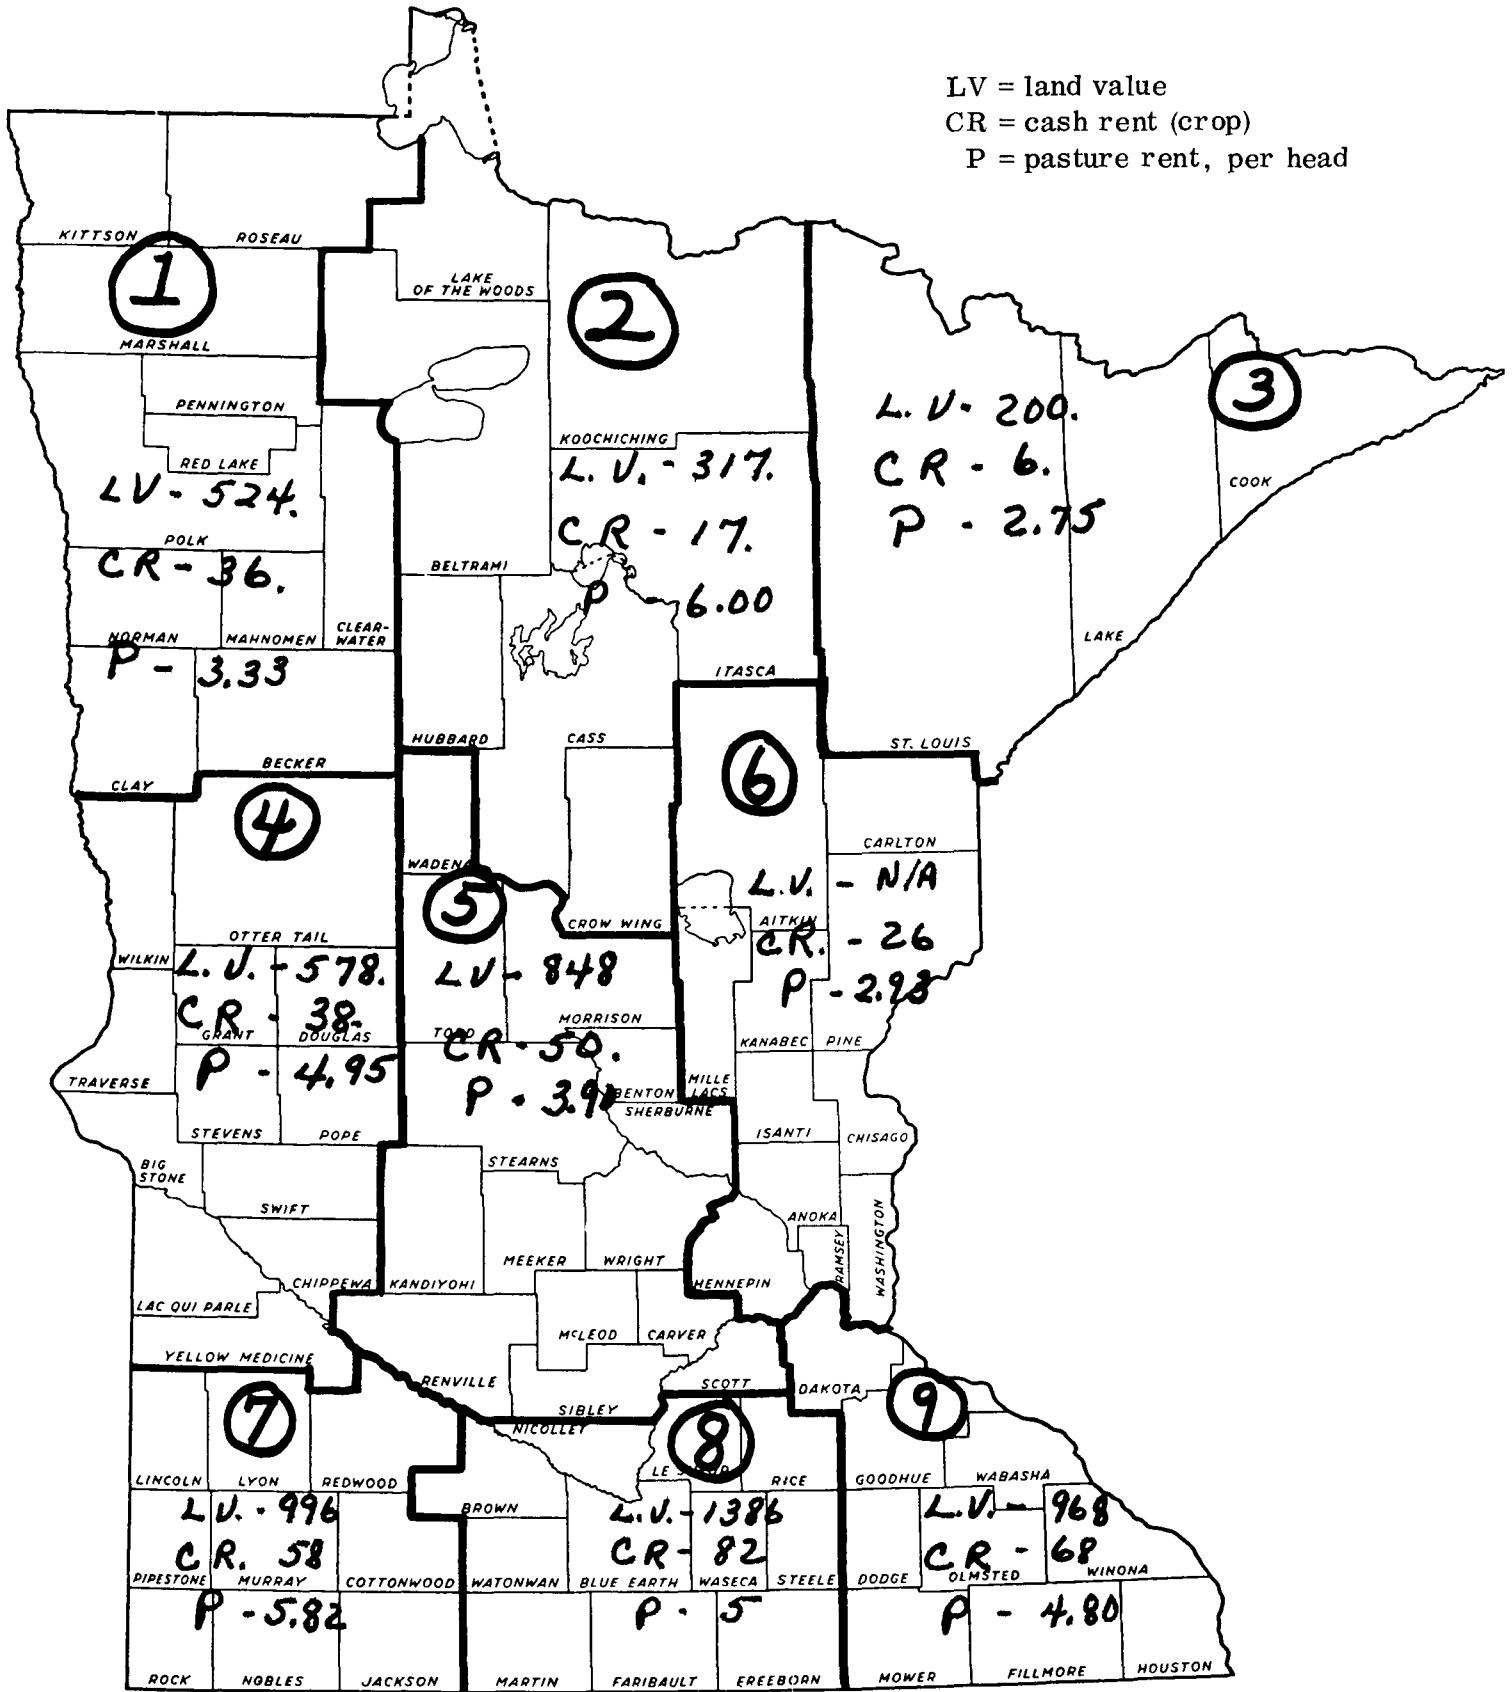 LV = land value
CR = cash rent (crop)
P = pasture rent, per head
KITTSON
ROSEAU
1
MARSHALL
PENNINGTON
RED LAKE
LV - 524.
POLK
CR - 36.
NORMAN
MAHNOMEN
CLEAR-
WATER
P - 3.33
CLAY
BECKER
LAKE
OF THE WOODS
2
KOOCHICHING
L.V. - 317.
CR - 17.
BELTRAMI
P - 6.00
ITASCA
HUBBARD
CASS
CROW WING
3
L.V - 200.
CR - 6.
P - 2.75
COOK
LAKE
ST. LOUIS
4
OTTER TAIL
WILKIN
L.V. - 578.
CR - 38.
GRANT
DOUGLAS
P - 4.95
TRAVERSE
STEVENS
POPE
BIG
STONE
SWIFT
CHIPPEWA
LAC QUI PARLE
YELLOW MEDICINE
WADENA
5
LV - 848
MORRISON
TODD
CR - 50.
BENTON
SHERBURNE
STEARNS
MEEKER
WRIGHT
KANDIYOHI
McLEOD
CARVER
RENVILLE
SIBLEY
SCOTT
6
CARLTON
L.V. - N/A
AITKIN
CR. - 26
P - 2.93
KANABEC
PINE
MILLE
LACS
ISANTI
CHISAGO
ANOKA
RAMSEY
WASHINGTON
HENNEPIN
7
LINCOLN
LYON
REDWOOD
L.V. - 996
CR. 58
PIPESTONE
MURRAY
COTTONWOOD
P - 5.82
ROCK
NOBLES
JACKSON
NICOLLET
8
LE SUEUR
RICE
BROWN
L.V. - 1386
CR - 82
WATONWAN
BLUE EARTH
WASECA
STEELE
P - 5
MARTIN
FARIBAULT
FREEBORN
DAKOTA
9
GOODHUE
WABASHA
L.V. - 968
CR - 68
DODGE
OLMSTED
WINONA
P - 4.80
MOWER
FILLMORE
HOUSTON